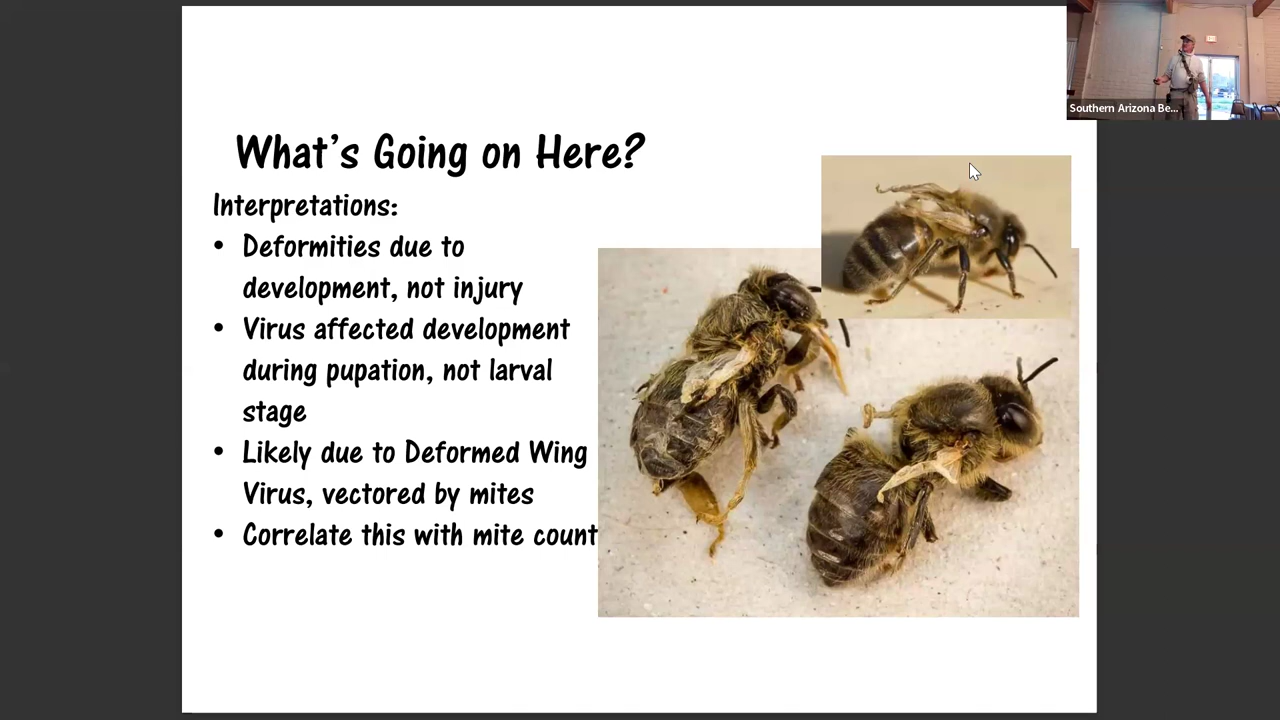 What's Going on Here?
Interpretations:
• Deformities due to
development, not injury
• Virus affected development
during pupation, not larval
stage
• Likely due to Deformed Wing
Virus, vectored by mites
• Correlate this with mite count
Southern Arizona Be...